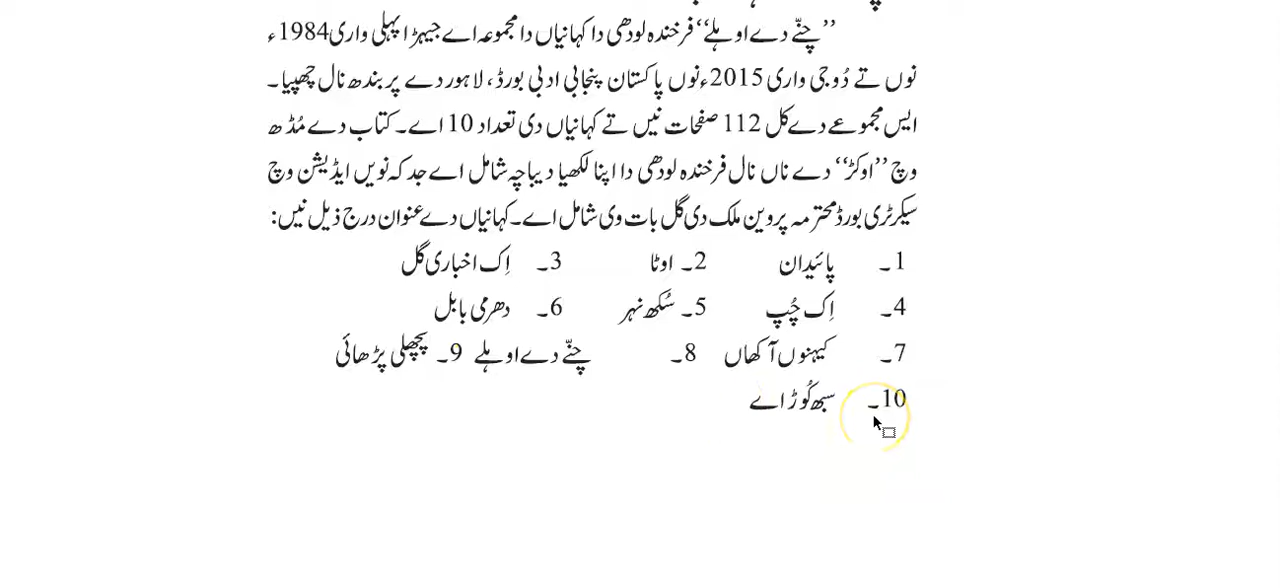 ’’چنّے دے اوہلے‘‘ فرخندہ لودھی دا کہانیاں دا مجموعہ اے جیہڑا پہلی واری 1984ء
نوں تے دُوجی واری 2015ء نوں پاکستان پنجابی ادبی بورڈ، لاہور دے پربندھ نال چھپیا۔
ایس مجموعے دے کل 112 صفحات نیں تے کہانیاں دی تعداد 10 اے۔ کتاب دے مُڈھ
وچ ’’اوکڑ‘‘ دے ناں نال فرخندہ لودھی دا اپنا لکھیا دیباچہ شامل اے جد کہ نویں ایڈیشن وچ
سیکرٹری بورڈ محترمہ پروین ملک دی گل بات وی شامل اے۔ کہانیاں دے عنوان درج ذیل نیں:
1۔ پائیدان 2۔ اوٹا 3۔ اِک اخباری گل
4۔ اِک چُپ 5۔ سُکھ نہر 6۔ دھرمی بابل
7۔ کیہنوں آکھاں 8۔ چنّے دے اوہلے 9۔ پچھلی پڑھائی
10۔ سبھ کُوڑ اے